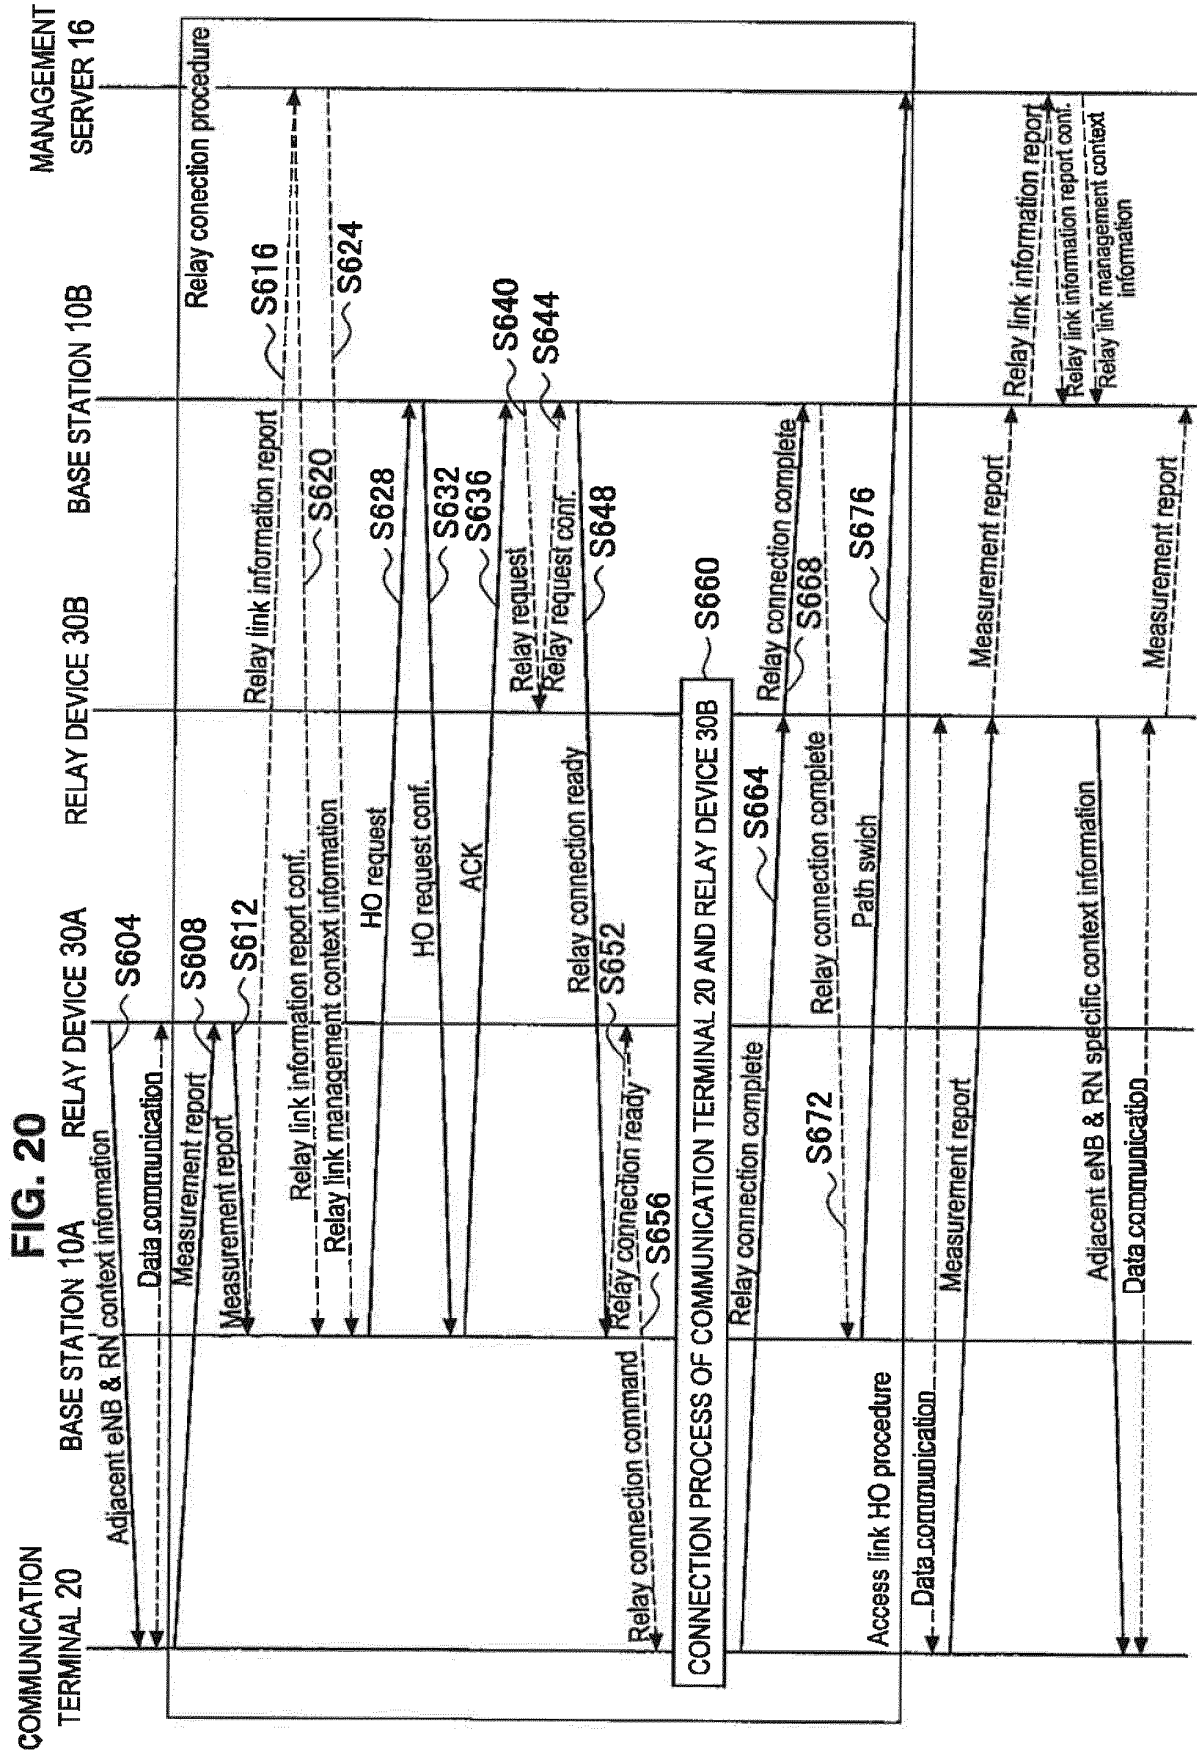 FIG. 20
COMMUNICATION
TERMINAL 20
BASE STATION 10A
RELAY DEVICE 30A
RELAY DEVICE 30B
BASE STATION 10B
MANAGEMENT
SERVER 16
Adjacent eNB & RN context information
S604
Data communication
Relay conection procedure
Measurement report
S608
Measurement report
S612
Relay link information report
S616
Relay link information report conf.
S620
Relay link management context information
S624
HO request
S628
HO request conf.
S632
ACK
S636
Relay request
S640
Relay request conf.
S644
Relay connection ready
S648
Relay connection ready
S652
Relay connection command
S656
CONNECTION PROCESS OF COMMUNICATION TERMINAL 20 AND RELAY DEVICE 30B
S660
Relay connection complete
S664
Relay connection complete
S668
Relay connection complete
S672
Path swich
S676
Access link HO procedure
Data communication
Measurement report
Measurement report
Relay link information report
Relay link information report conf.
Relay link management context
information
Adjacent eNB & RN specific context information
Data communication
Measurement report